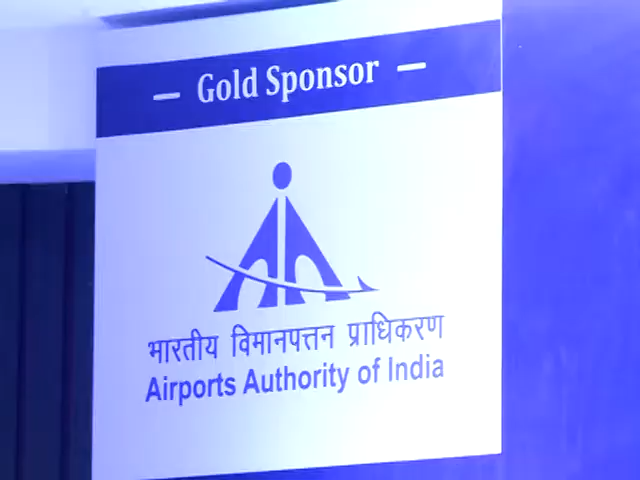 — Gold Sponsor —
भारतीय विमानपत्तन प्राधिकरण
Airports Authority of India